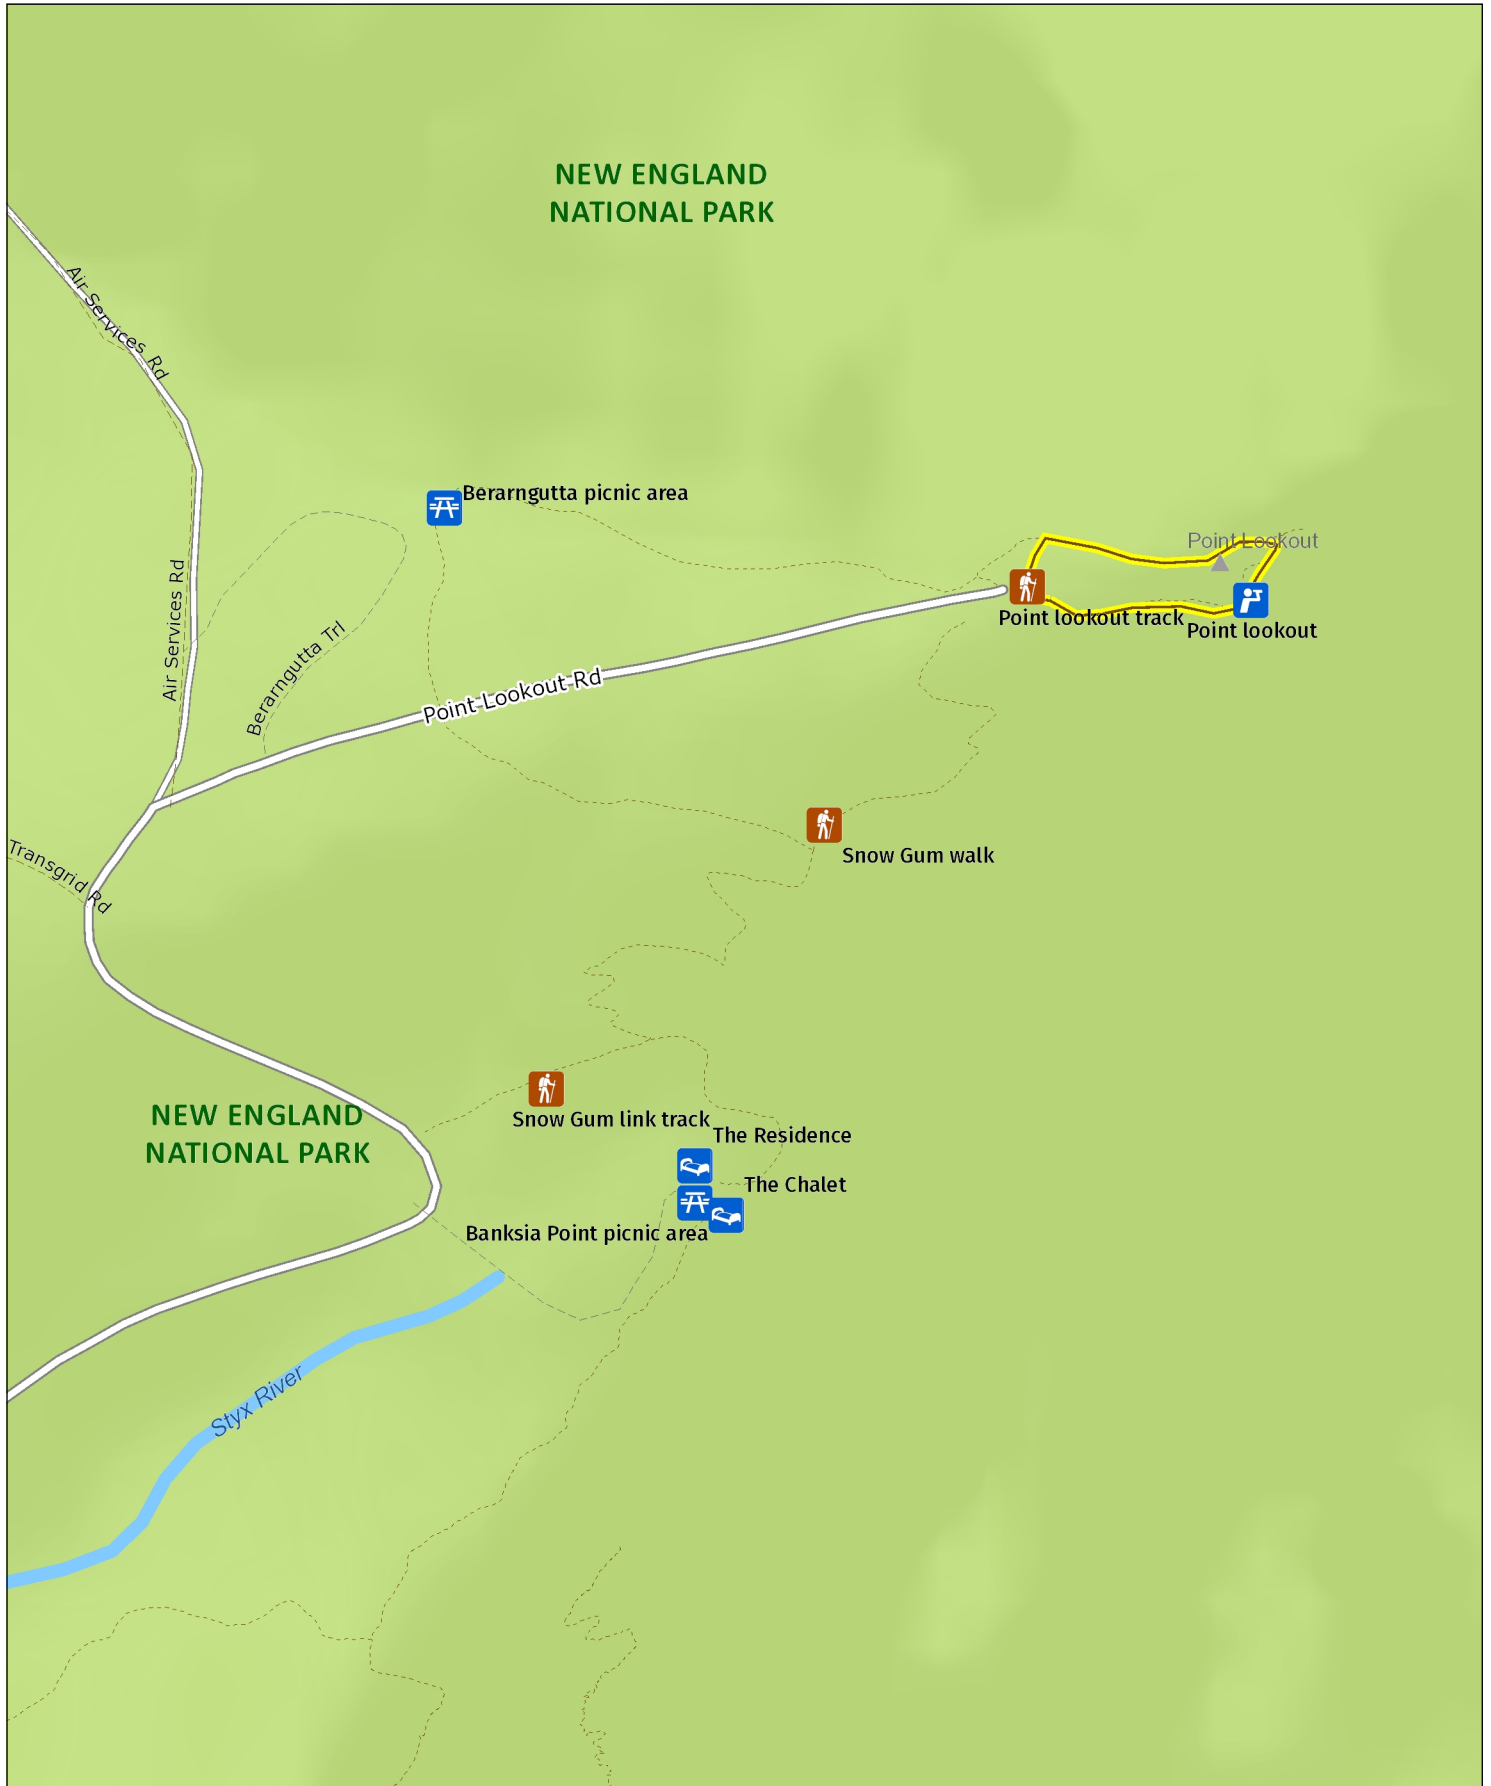 NEW ENGLAND
NATIONAL PARK
Air Services Rd
Berarngutta picnic area
Point Lookout
Air Services Rd
Berarngutta Trl
Point Lookout Rd
Point lookout track
Point lookout
Snow Gum walk
Transgrid Rd
NEW ENGLAND
NATIONAL PARK
Snow Gum link track
The Residence
The Chalet
Banksia Point picnic area
Styx River